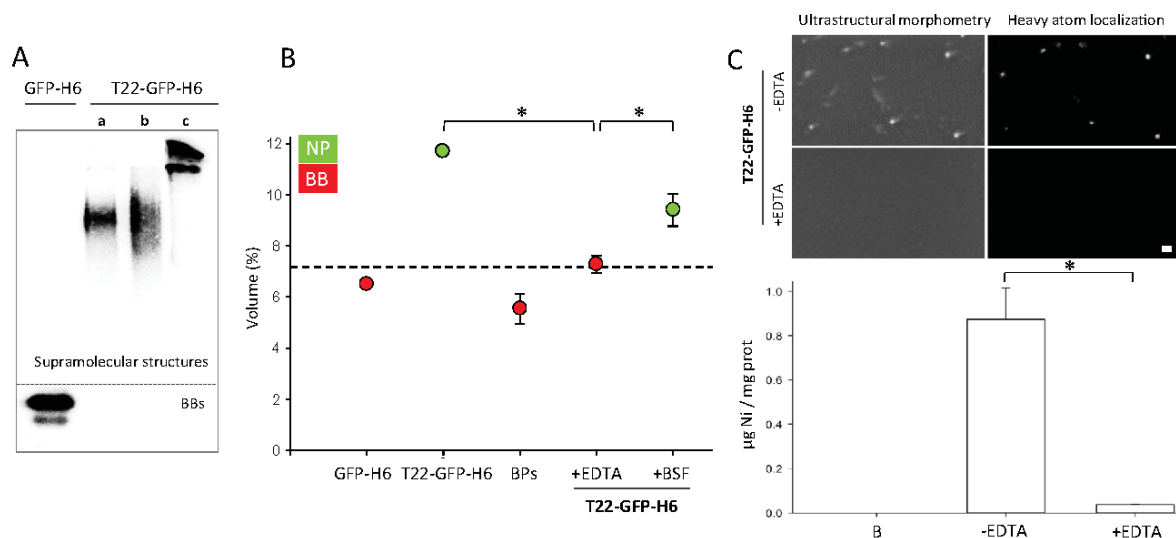 A
GFP-H6
T22-GFP-H6
a
b
c
Supramolecular structures
BBs
B
NP
BB
*
*
Volume (%)
12
10
8
6
4
2
0
GFP-H6
T22-GFP-H6
BPs
+EDTA
+BSF
T22-GFP-H6
C
Ultrastructural morphometry
Heavy atom localization
T22-GFP-H6
-EDTA
+EDTA
*
µg Ni / mg prot
1.0
0.8
0.6
0.4
0.2
0.0
B
-EDTA
+EDTA